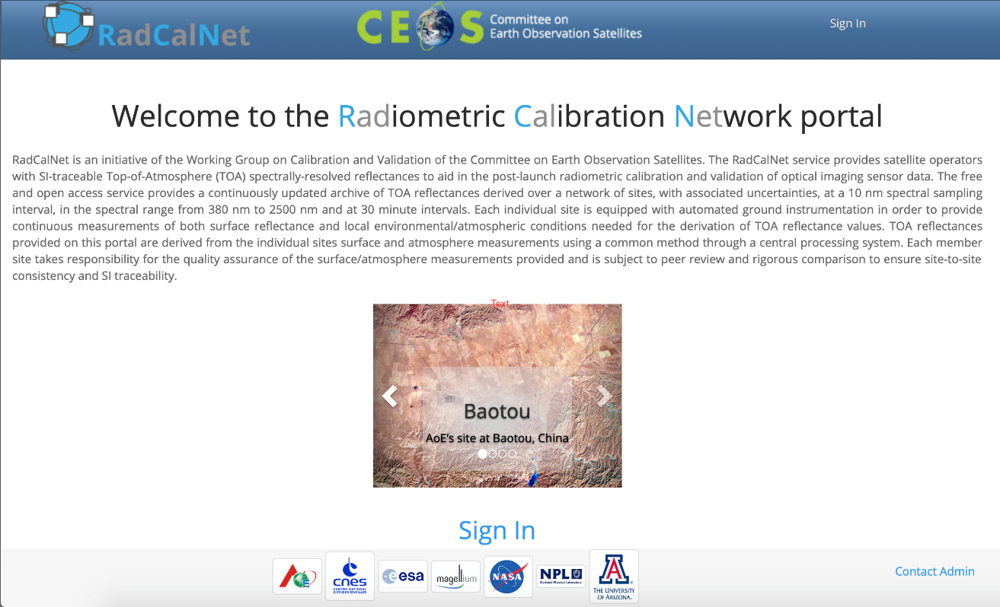 RadCalNet
CEOS
Committee on
Earth Observation Satellites
Sign In
Welcome to the Radiometric Calibration Network portal
RadCalNet is an initiative of the Working Group on Calibration and Validation of the Committee on Earth Observation Satellites. The RadCalNet service provides satellite operators
with SI-traceable Top-of-Atmosphere (TOA) spectrally-resolved reflectances to aid in the post-launch radiometric calibration and validation of optical imaging sensor data. The free
and open access service provides a continuously updated archive of TOA reflectances derived over a network of sites, with associated uncertainties, at a 10 nm spectral sampling
interval, in the spectral range from 380 nm to 2500 nm and at 30 minute intervals. Each individual site is equipped with automated ground instrumentation in order to provide
continuous measurements of both surface reflectance and local environmental/atmospheric conditions needed for the derivation of TOA reflectance values. TOA reflectances
provided on this portal are derived from the individual sites surface and atmosphere measurements using a common method through a central processing system. Each member
site takes responsibility for the quality assurance of the surface/atmosphere measurements provided and is subject to peer review and rigorous comparison to ensure site-to-site
consistency and SI traceability.
Text
Baotou
AoE's site at Baotou, China
Sign In
AOE
cnes
CENTRE NATIONAL
D'ETUDES SPATIALES
esa
magellium
NASA
NPL
National Physical Laboratory
A
THE UNIVERSITY
OF ARIZONA.
Contact Admin